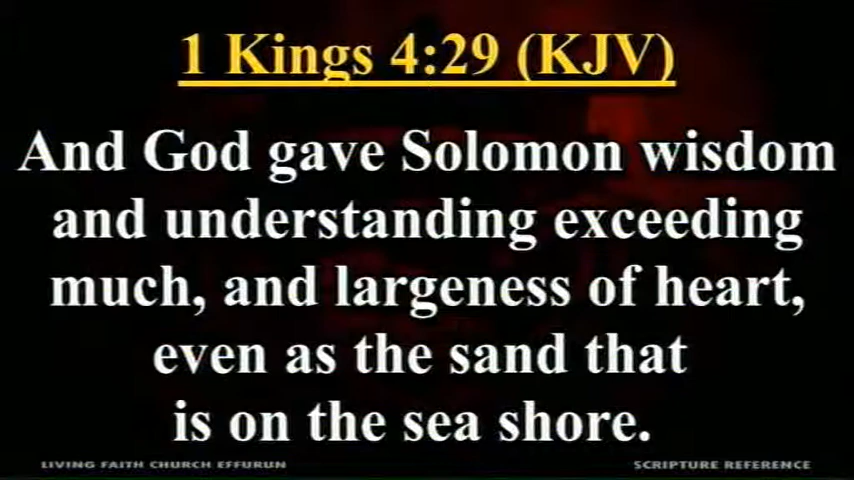 1 Kings 4:29 (KJV)
And God gave Solomon wisdom
and understanding exceeding
much, and largeness of heart,
even as the sand that
is on the sea shore.
LIVING FAITH CHURCH EFFURUN
SCRIPTURE REFERENCE